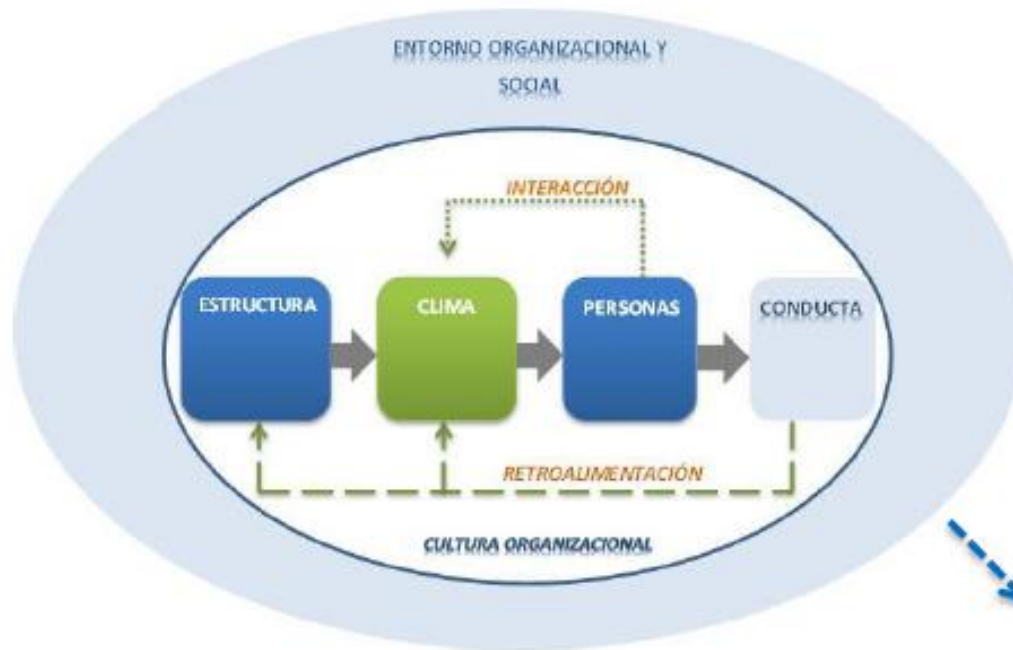 ENTORNO ORGANIZACIONAL Y
SOCIAL
INTERACCIÓN
ESTRUCTURA
CLIMA
PERSONAS
CONDUCTA
RETROALIMENTACIÓN
CULTURA ORGANIZACIONAL